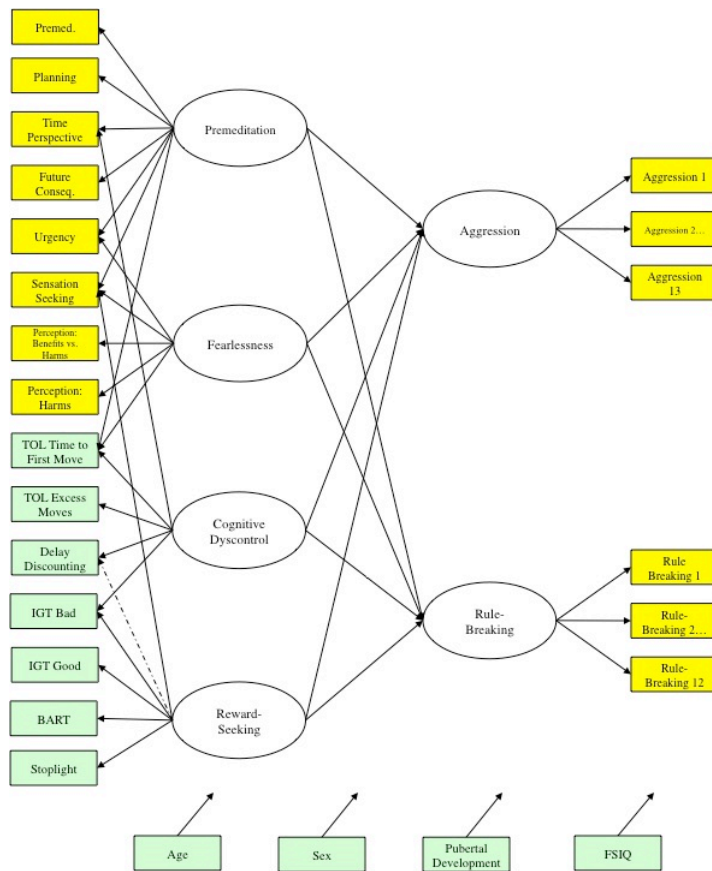 Premed.
Planning
Time
Perspective
Future
Conseq.
Urgency
Sensation
Seeking
Perception:
Benefits vs.
Harms
Perception:
Harms
TOL Time to
First Move
TOL Excess
Moves
Delay
Discounting
IGT Bad
IGT Good
BART
Stoplight
Premeditation
Fearlessness
Cognitive
Dyscontrol
Reward-
Seeking
Aggression
Rule-
Breaking
Aggression 1
Aggression 2...
Aggression
13
Rule
Breaking 1
Rule-
Breaking 2...
Rule-
Breaking 12
Age
Sex
Pubertal
Development
FSIQ